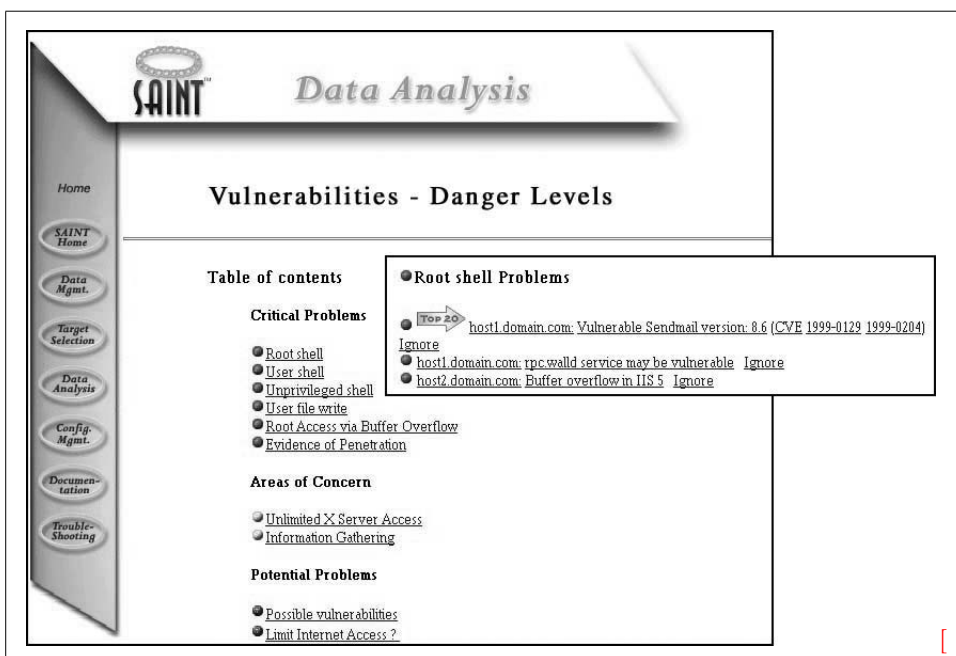 SAINT™
Data Analysis
Home
SAINT
Home
Data
Mgmt.
Target
Selection
Data
Analysis
Config.
Mgmt.
Documen-
tation
Trouble-
Shooting
Vulnerabilities - Danger Levels
Table of contents
Critical Problems
Root shell
User shell
Unprivileged shell
User file write
Root Access via Buffer Overflow
Evidence of Penetration
Areas of Concern
Unlimited X Server Access
Information Gathering
Potential Problems
Possible vulnerabilities
Limit Internet Access ?
Root shell Problems
TOP 20 host1.domain.com: Vulnerable Sendmail version: 8.6 (CVE 1999-0129 1999-0204)
Ignore
host1.domain.com: rpc.walld service may be vulnerable Ignore
host2.domain.com: Buffer overflow in IIS 5 Ignore
[